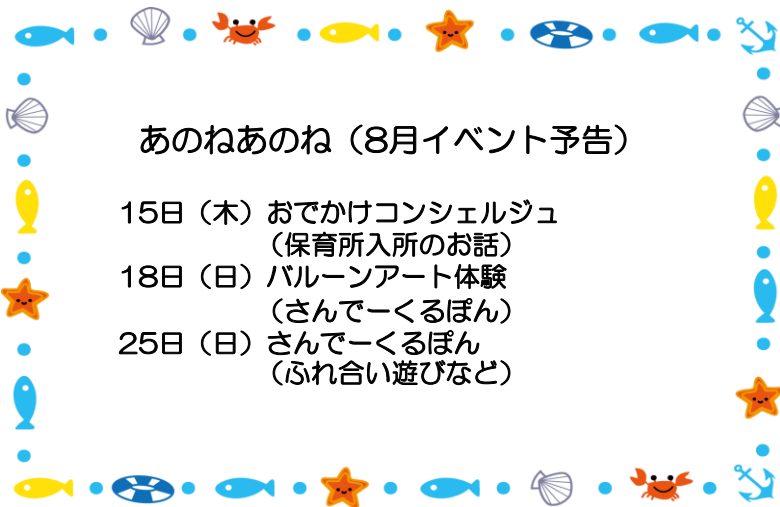 あのねあのね（8月イベント予告）
15日（木）おでかけコンシェルジュ
（保育所入所のお話）
18日（日）バルーンアート体験
（さんでーくるぽん）
25日（日）さんでーくるぽん
（ふれ合い遊びなど）